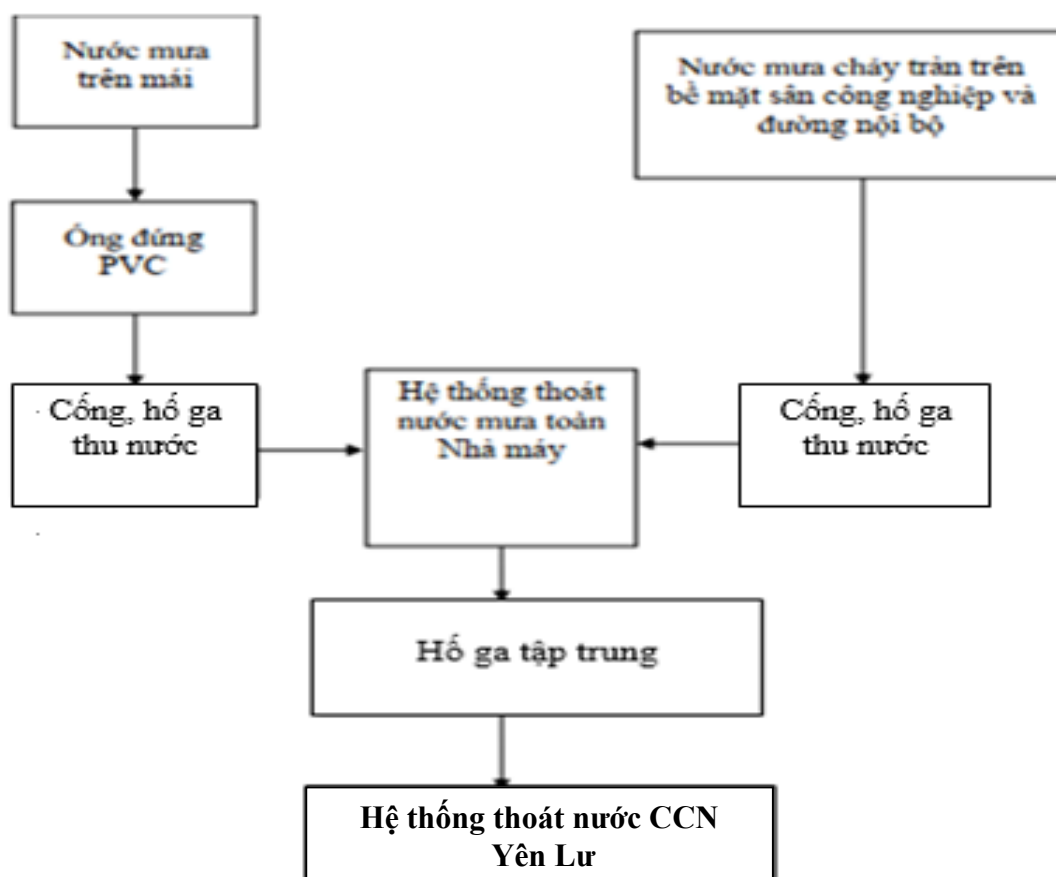 Nước mưa
trên mái
Nước mưa chảy tràn trên
bề mặt sân công nghiệp và
đường nội bộ
Ống đứng
PVC
Cống, hố ga
thu nước
Hệ thống thoát
nước mưa toàn
Nhà máy
Cống, hố ga
thu nước
Hố ga tập trung
Hệ thống thoát nước CCN
Yên Lư